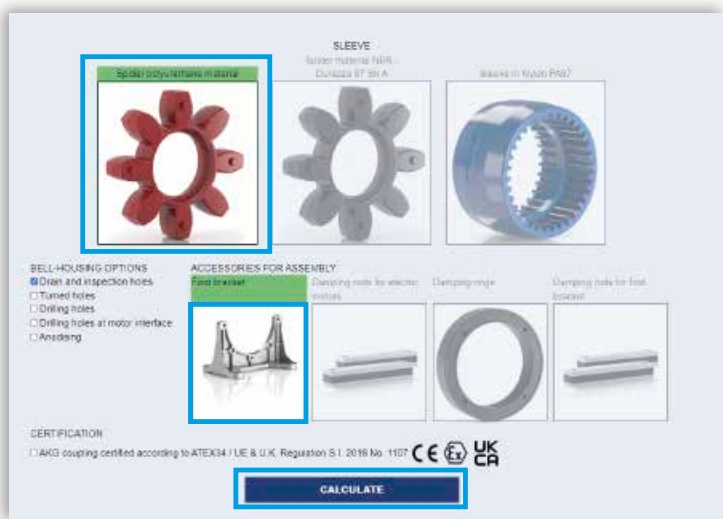 SLEEVE
Spider polyurethane material
Spider material NBR -
Durezza 87 Shr A
Sleeve in Nylon PA67
BELL-HOUSING OPTIONS
Drain and inspection holes
Turned holes
Drilling holes
Drilling holes at motor interface
Anodising
ACCESSORIES FOR ASSEMBLY
Foot bracket
Damping rods for electric
motors
Damping rings
Damping rods for foot
bracket
CERTIFICATION
AKG coupling certified according to ATEX34 / UE & U.K. Regulation S.I. 2016 No. 1107 CE Ex UK
CA
CALCULATE